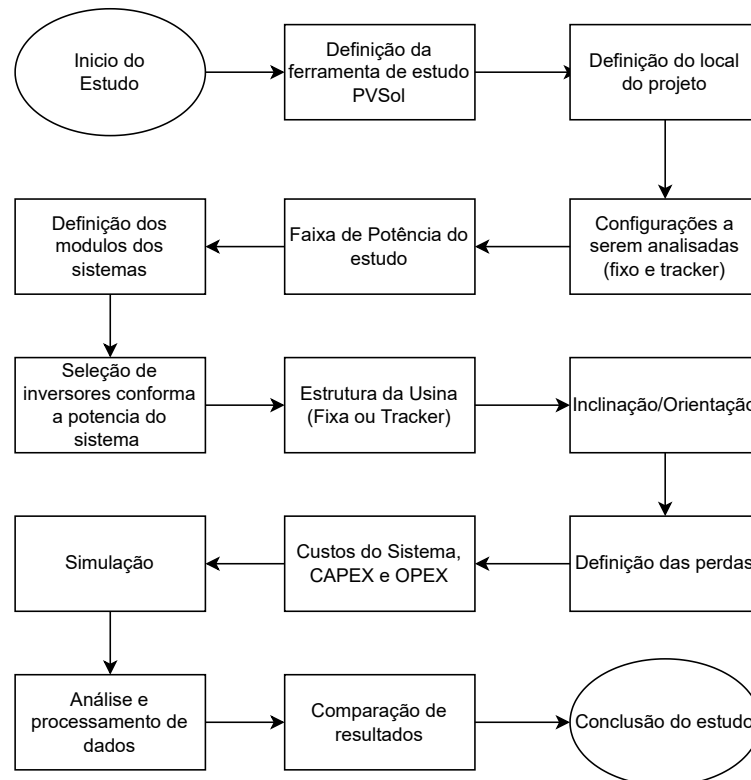 Inicio do
Estudo
Definição da
ferramenta de estudo
PVSol
Definição do local
do projeto
Configurações a
serem analisadas
(fixo e tracker)
Faixa de Potência do
estudo
Definição dos
modulos dos
sistemas
Seleção de
inversores conforma
a potencia do
sistema
Estrutura da Usina
(Fixa ou Tracker)
Inclinação/Orientação
Definição das perdas
Custos do Sistema,
CAPEX e OPEX
Simulação
Análise e
processamento de
dados
Comparação de
resultados
Conclusão do estudo